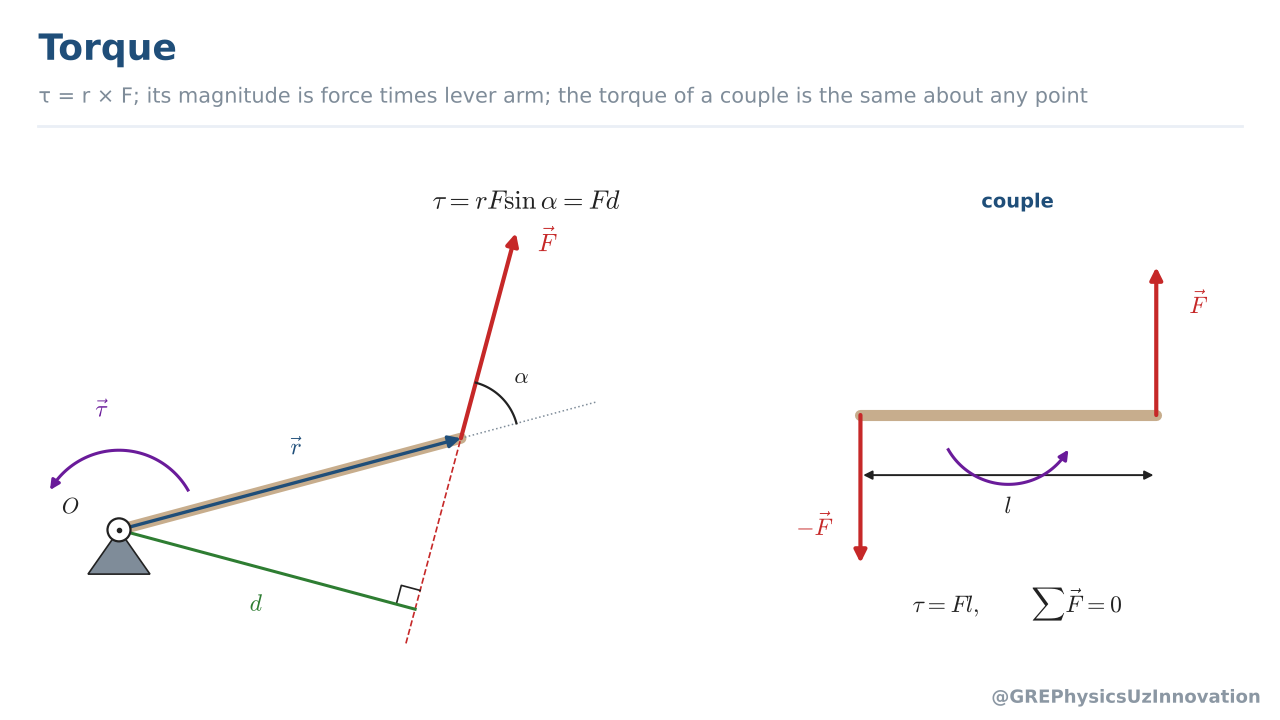 Torque
τ = r × F; its magnitude is force times lever arm; the torque of a couple is the same about any point
τ = rF sin α = Fd
couple
F⃗
F⃗
α
τ⃗
r⃗
O
l
−F⃗
d
τ = Fl, ∑F⃗ = 0
@GREPhysicsUzInnovation